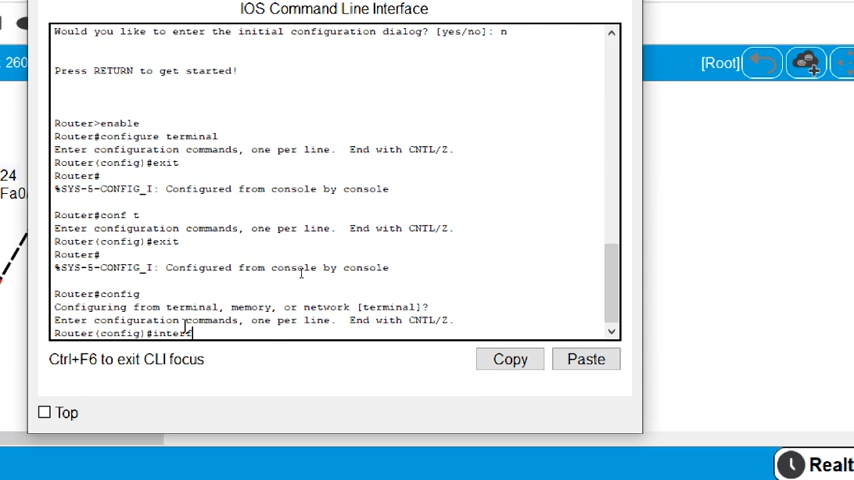 IOS Command Line Interface
Would you like to enter the initial configuration dialog? [yes/no]: n
Press RETURN to get started!
260
[Root]
Router>enable
Router#configure terminal
Enter configuration commands, one per line.  End with CNTL/Z.
Router(config)#exit
Router#
%SYS-5-CONFIG_I: Configured from console by console
24
Fa0/
Router#conf t
Enter configuration commands, one per line.  End with CNTL/Z.
Router(config)#exit
Router#
%SYS-5-CONFIG_I: Configured from console by console
Router#config
Configuring from terminal, memory, or network [terminal]?
Enter configuration commands, one per line.  End with CNTL/Z.
Router(config)#interf
Ctrl+F6 to exit CLI focus
Copy
Paste
Top
Realt